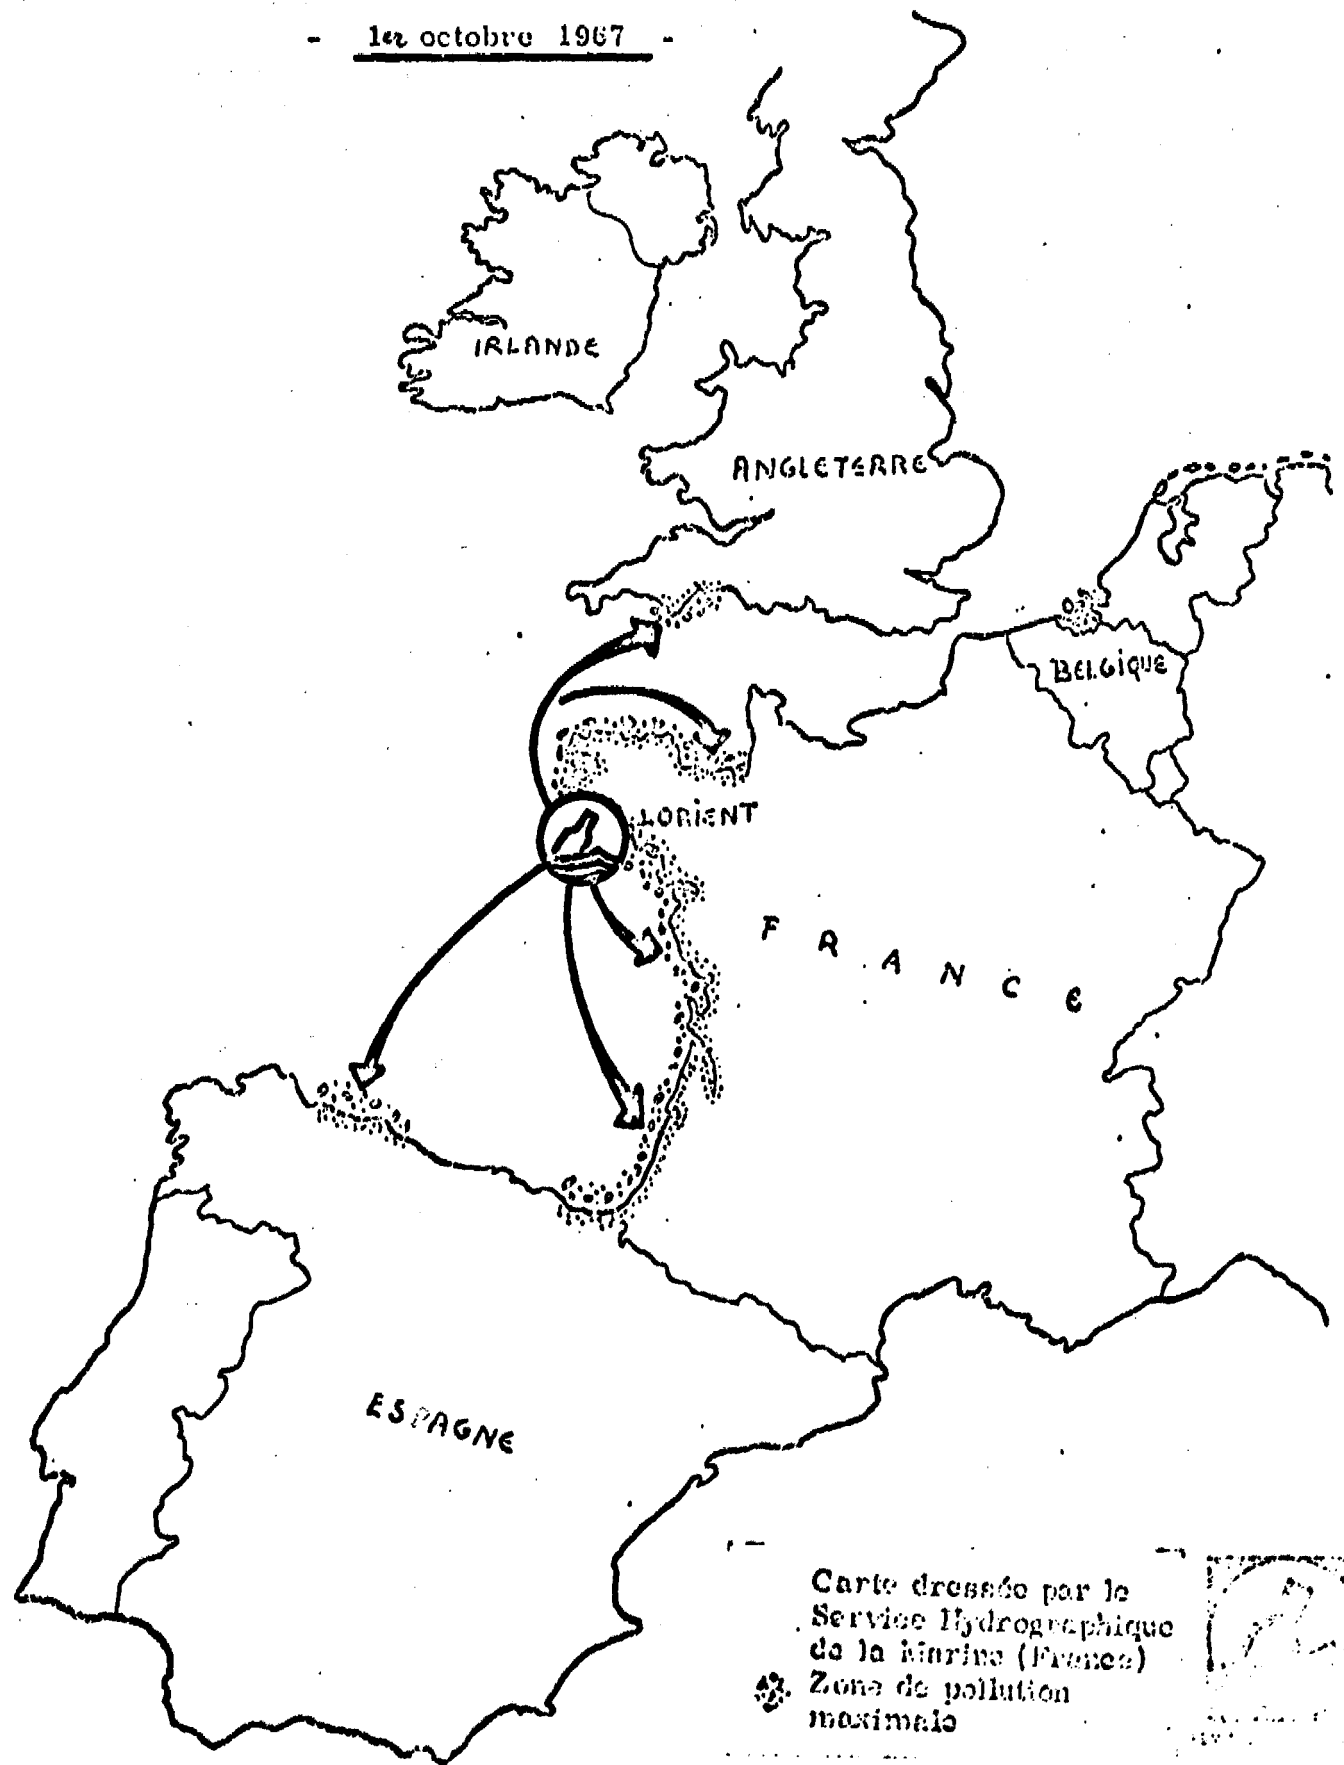 - 1er octobre 1967 -
IRLANDE
ANGLETERRE
BELGIQUE
LORIENT
FRANCE
ESPAGNE
Carte dressée par le
Service Hydrographique
de la Marine (France)
Zone de pollution
maximale